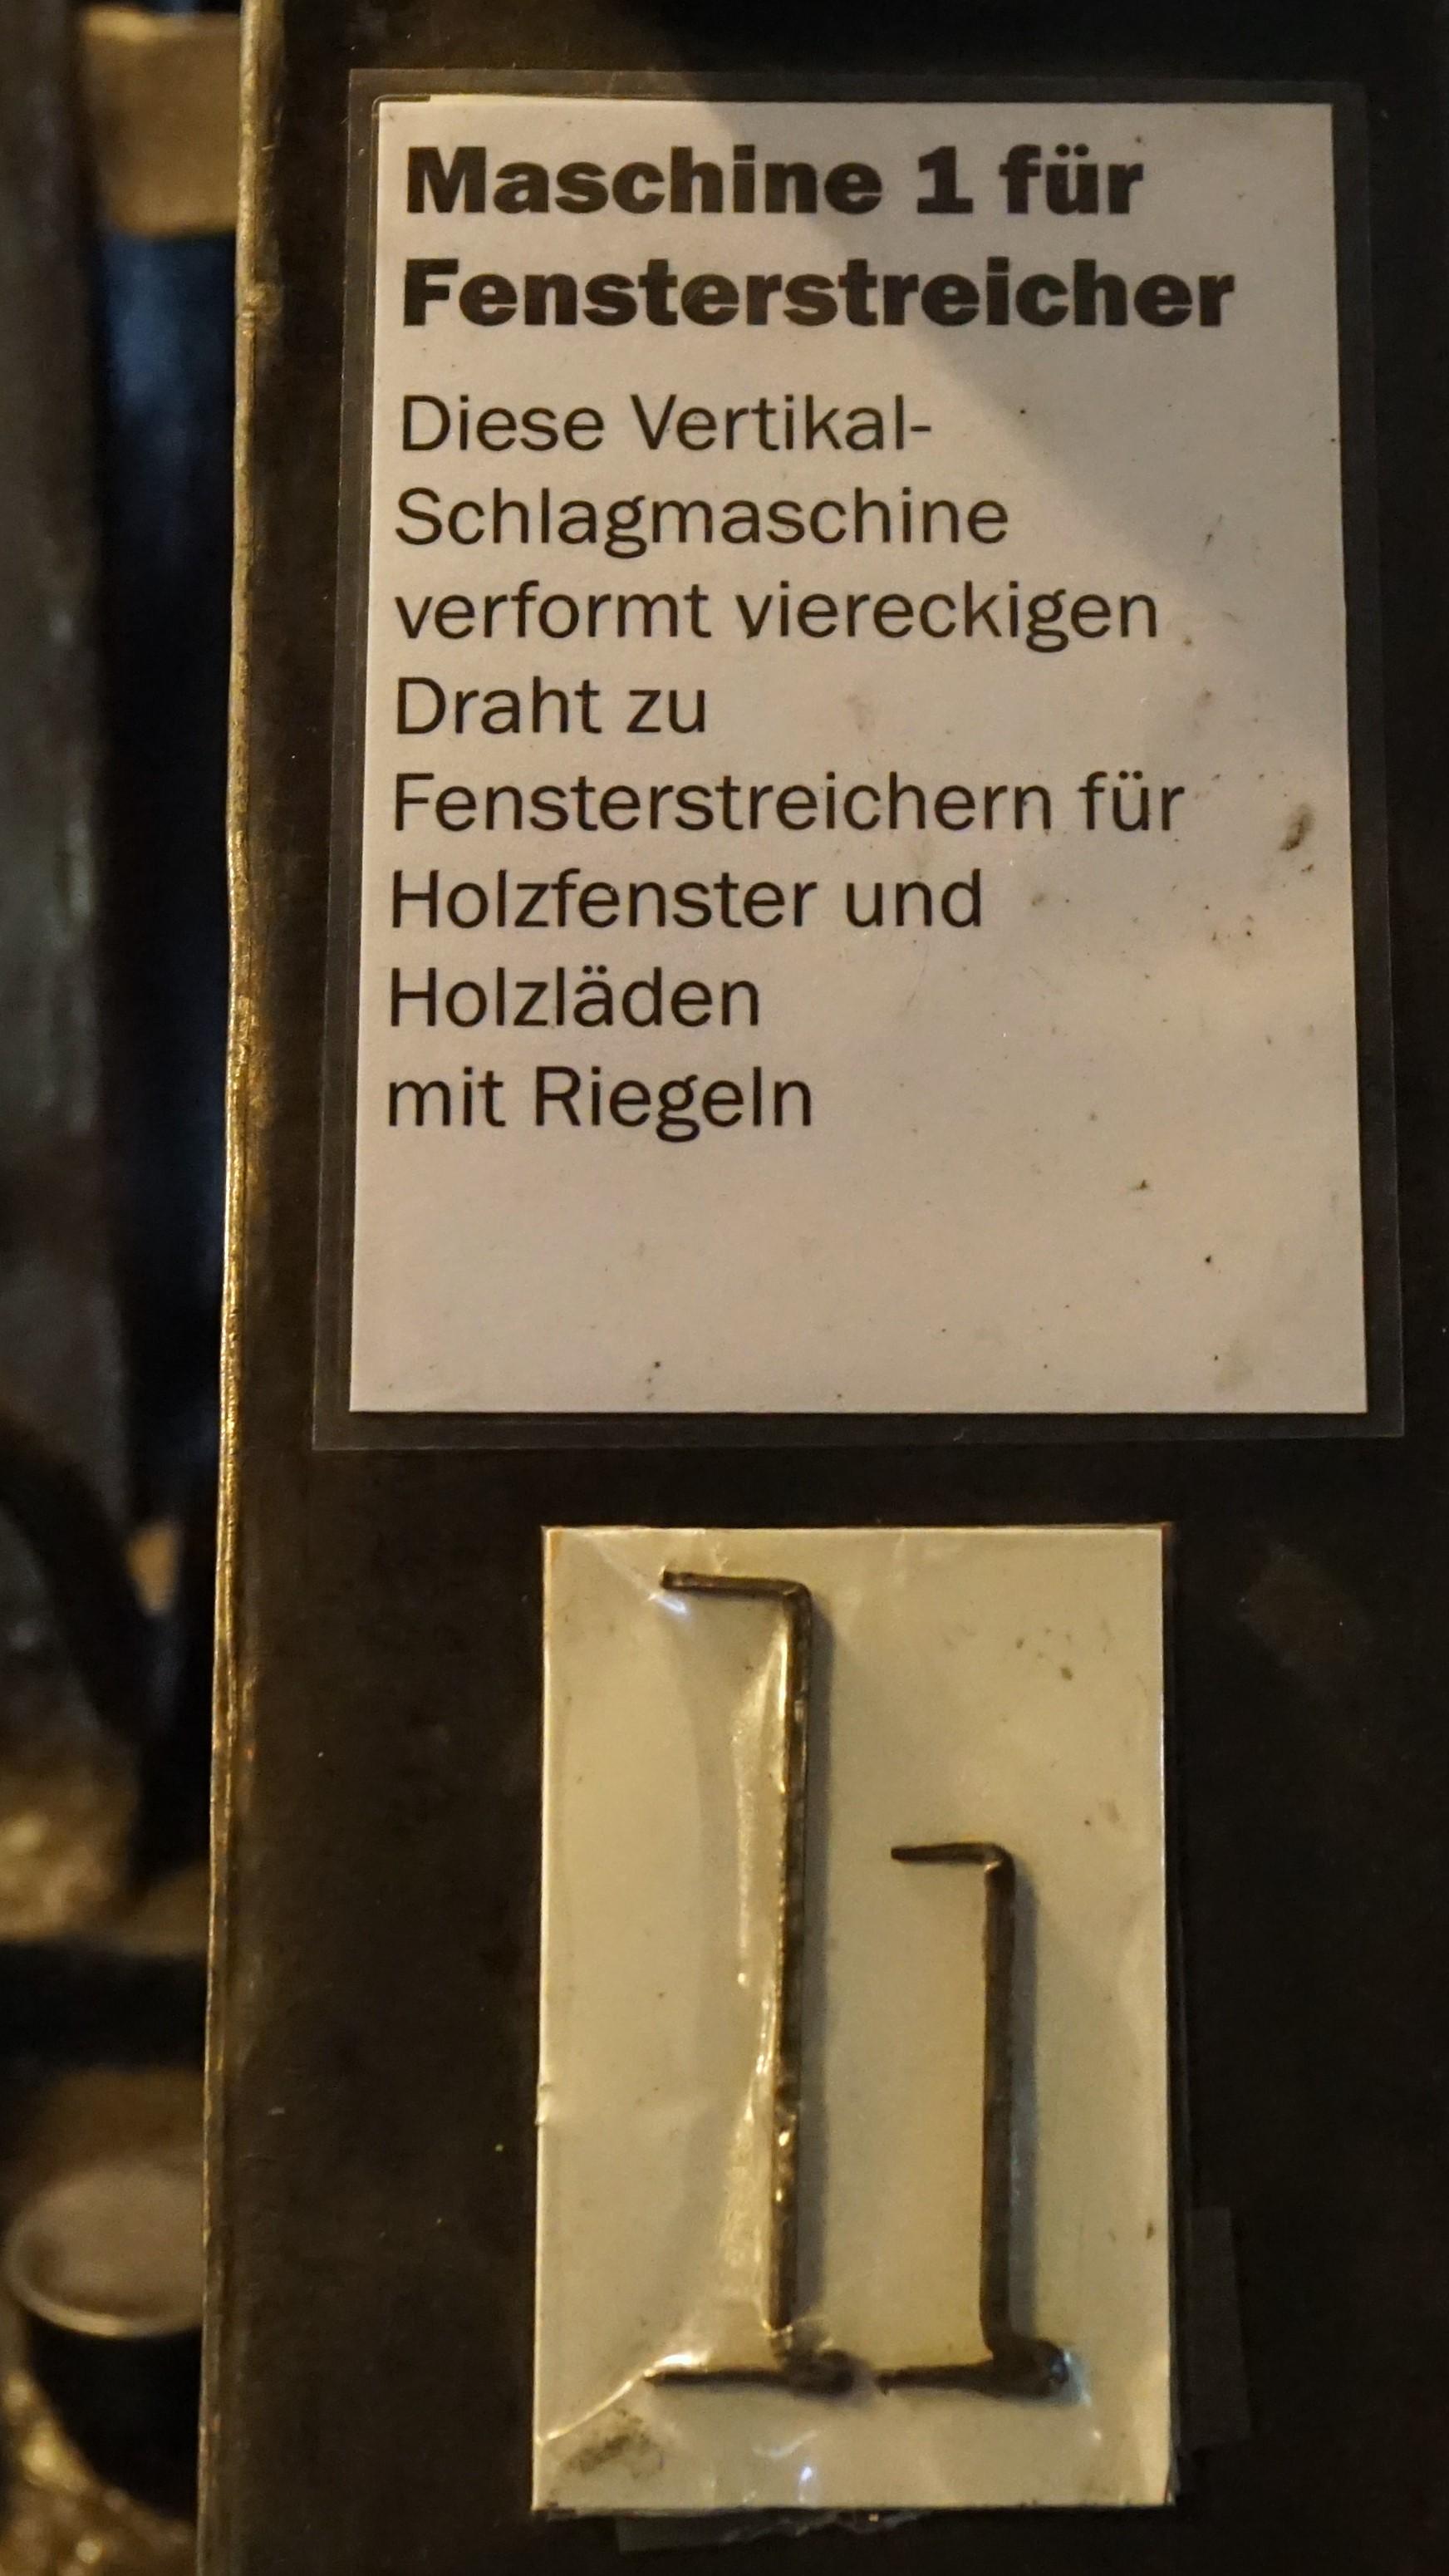 Maschine 1 für
Fensterstreicher
Diese Vertikal-
Schlagmaschine
verformt viereckigen
Draht zu
Fensterstreichern für
Holzfenster und
Holzläden
mit Riegeln